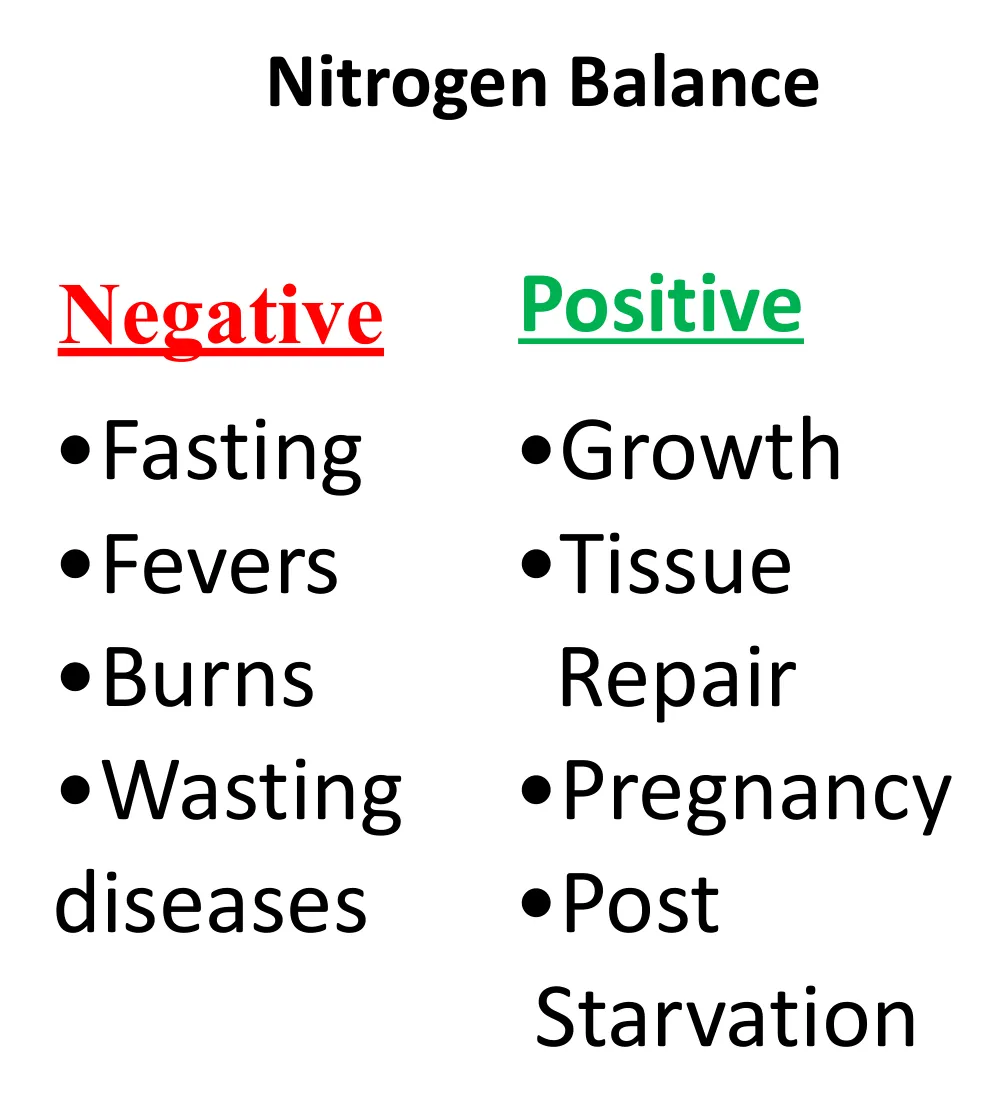 Nitrogen Balance
Negative
•Fasting
•Fevers
•Burns
•Wasting
diseases
Positive
•Growth
•Tissue
Repair
•Pregnancy
•Post
Starvation